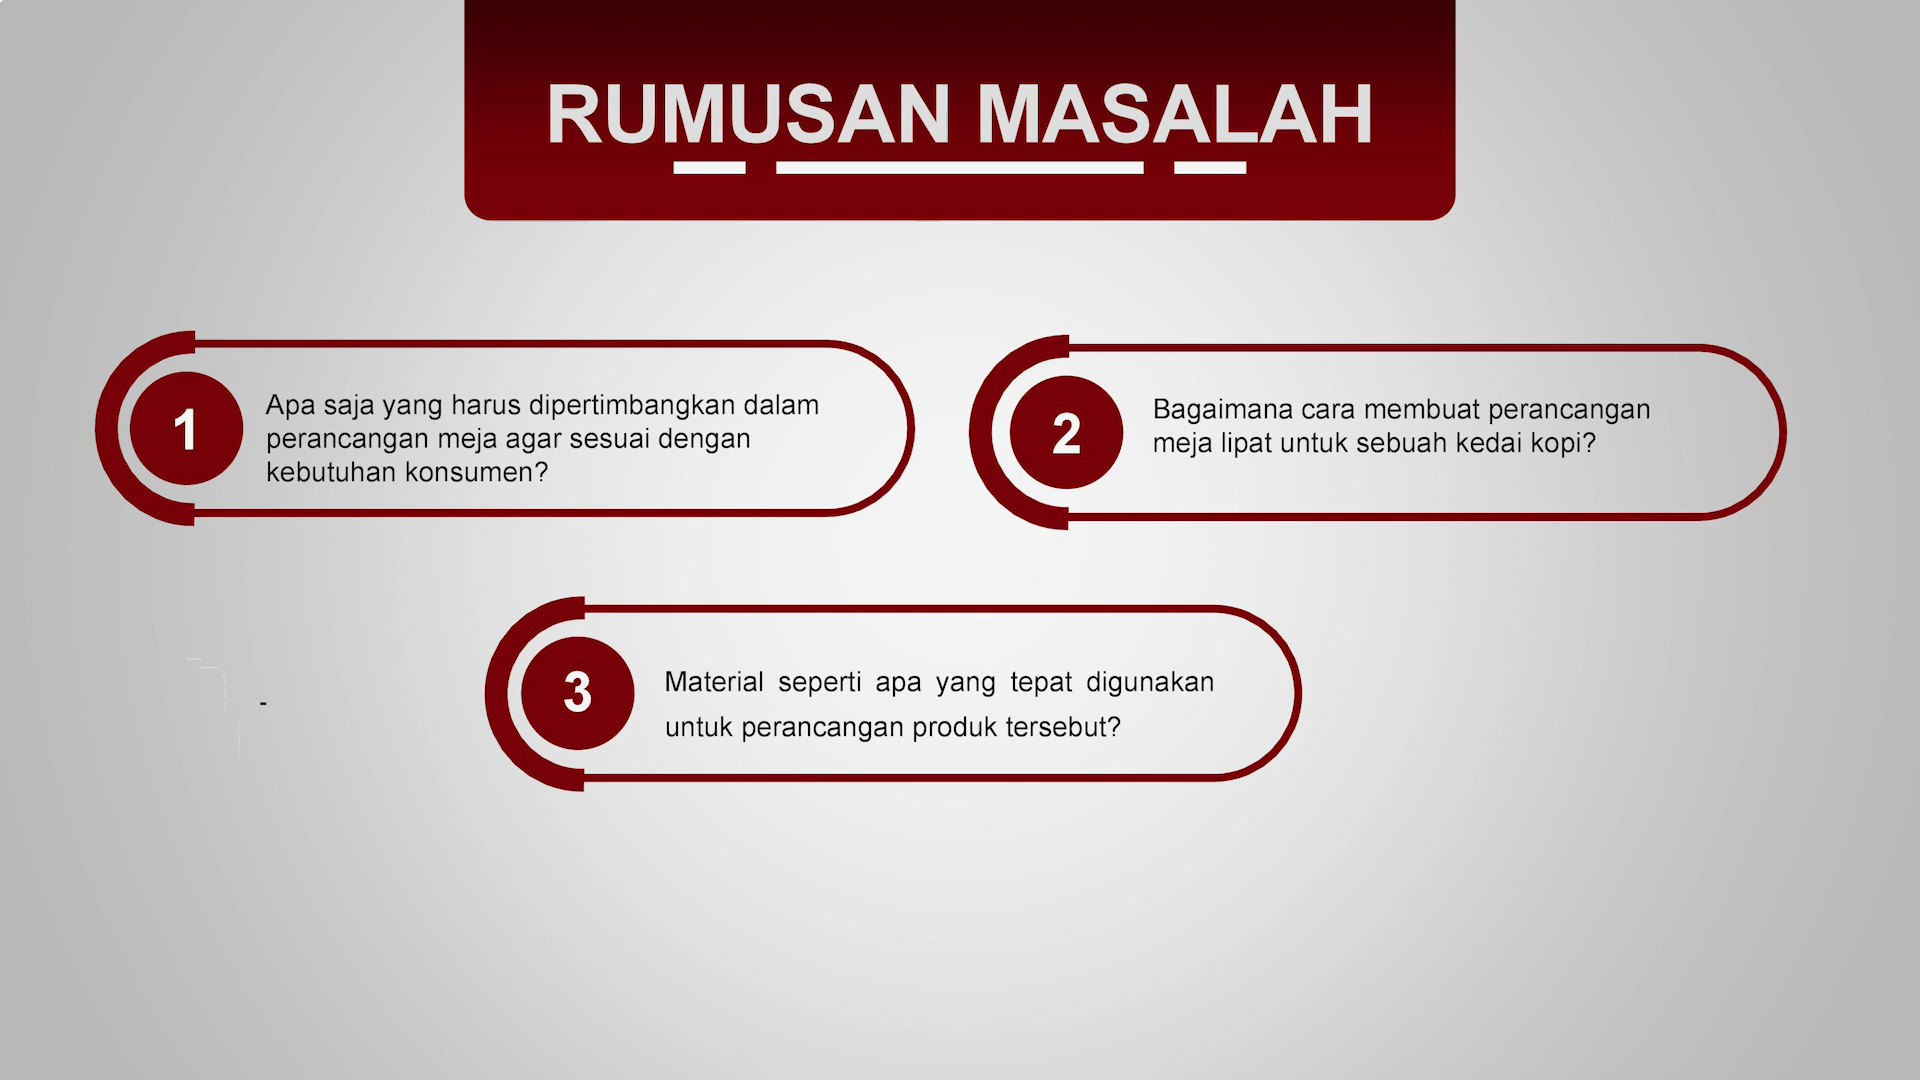 RUMUSAN MASALAH
1
Apa saja yang harus dipertimbangkan dalam
perancangan meja agar sesuai dengan
kebutuhan konsumen?
2
Bagaimana cara membuat perancangan
meja lipat untuk sebuah kedai kopi?
3
Material seperti apa yang tepat digunakan
untuk perancangan produk tersebut?
-